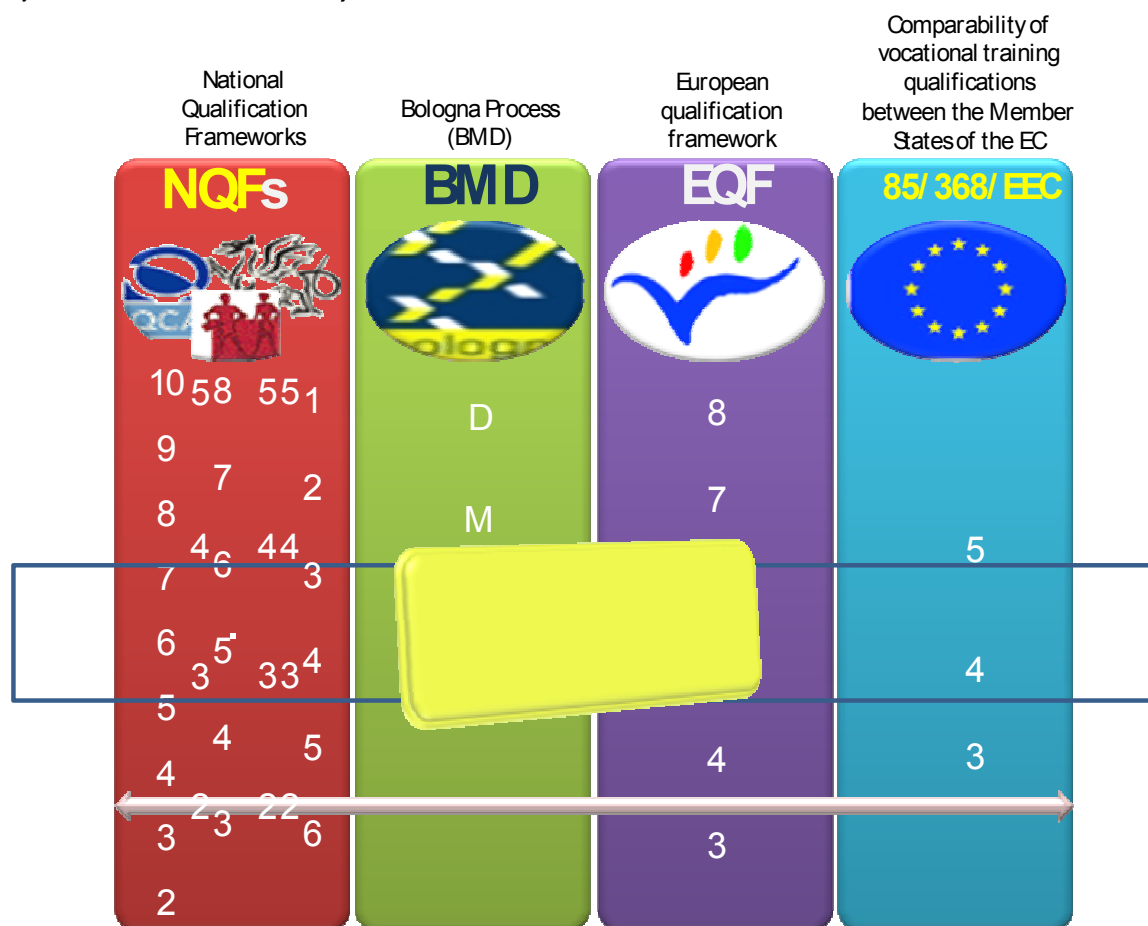 National
Qualification
Frameworks
Bologna Process
(BMD)
European
qualification
framework
Comparability of
vocational training
qualifications
between the Member
States of the EC
NQFs
BMD
EQF
85/ 368/ EEC
QCA
bologn
10 5 8 5 5 1
9
7
2
8
4 4 4
6
7
3
6
5
3 3 3 4
5
4
5
4
2 2 2
3
6
3
2
D
M
8
7
4
3
5
4
3